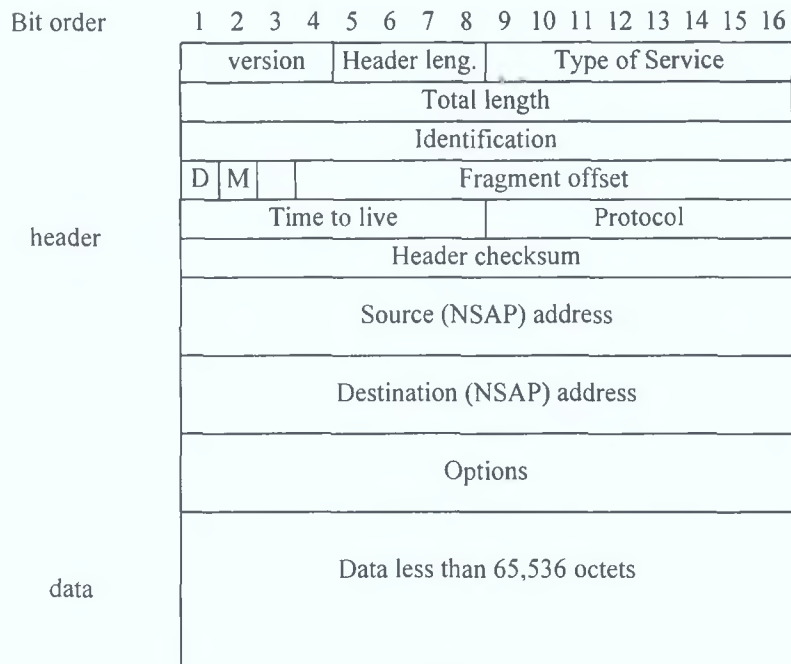 Bit order 1 2 3 4 5 6 7 8 9 10 11 12 13 14 15 16
version Header leng. Type of Service
Total length
Identification
D M Fragment offset
Time to live Protocol
header
Header checksum
Source (NSAP) address
Destination (NSAP) address
Options
Data less than 65,536 octets
data